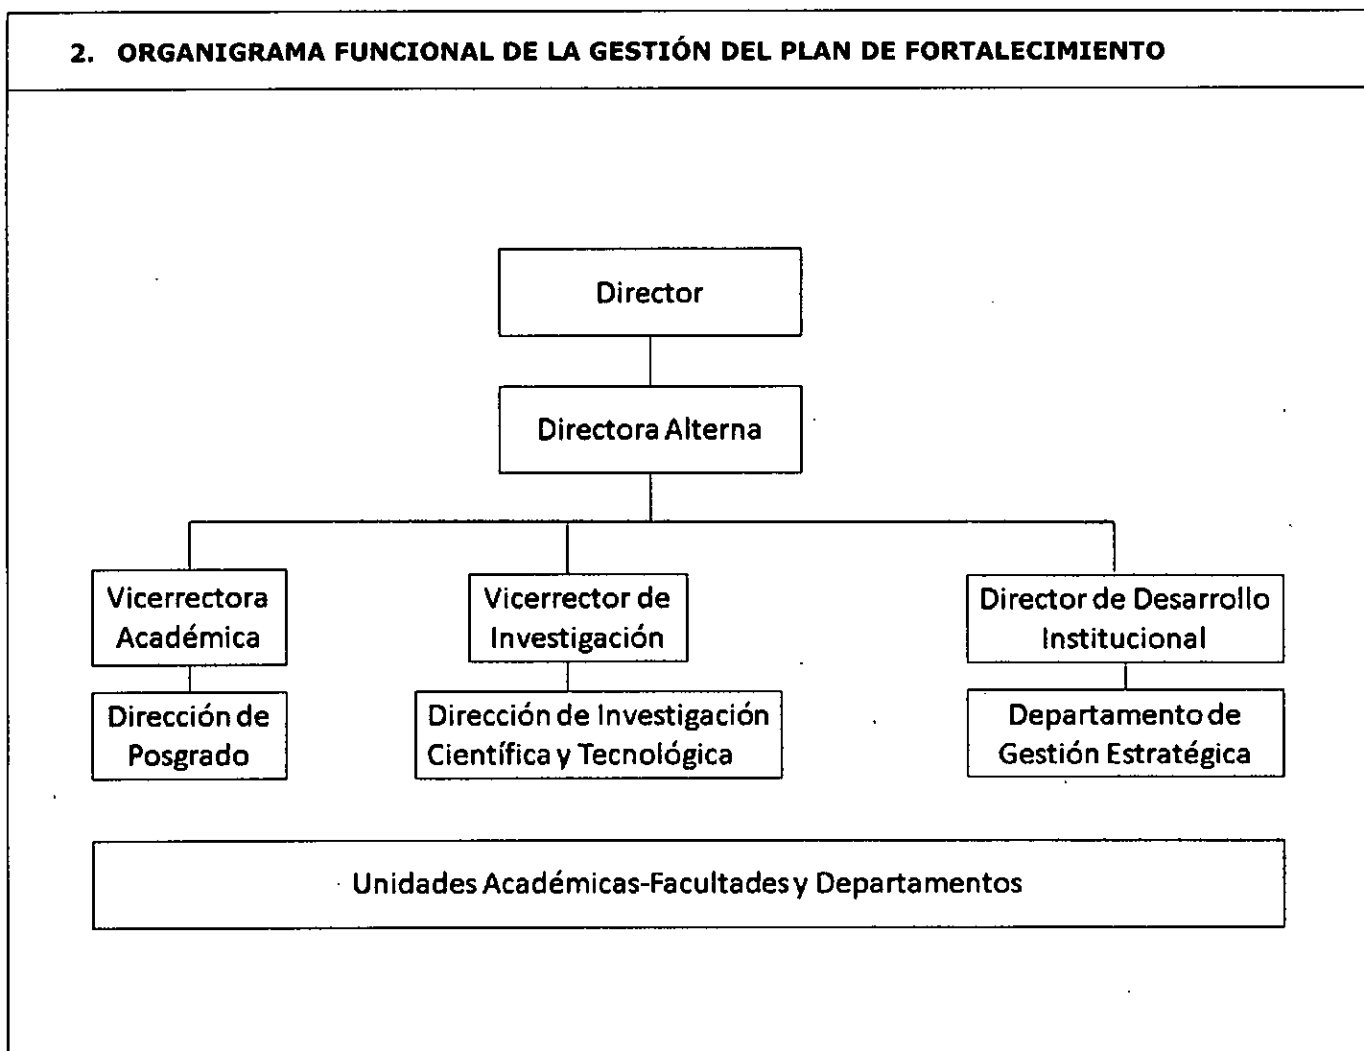 2. ORGANIGRAMA FUNCIONAL DE LA GESTIÓN DEL PLAN DE FORTALECIMIENTO
Director
Directora Alterna
Vicerrectora
Académica
Vicerrector de
Investigación
Director de Desarrollo
Institucional
Dirección de
Posgrado
Dirección de Investigación
Científica y Tecnológica
Departamento de
Gestión Estratégica
Unidades Académicas-Facultades y Departamentos